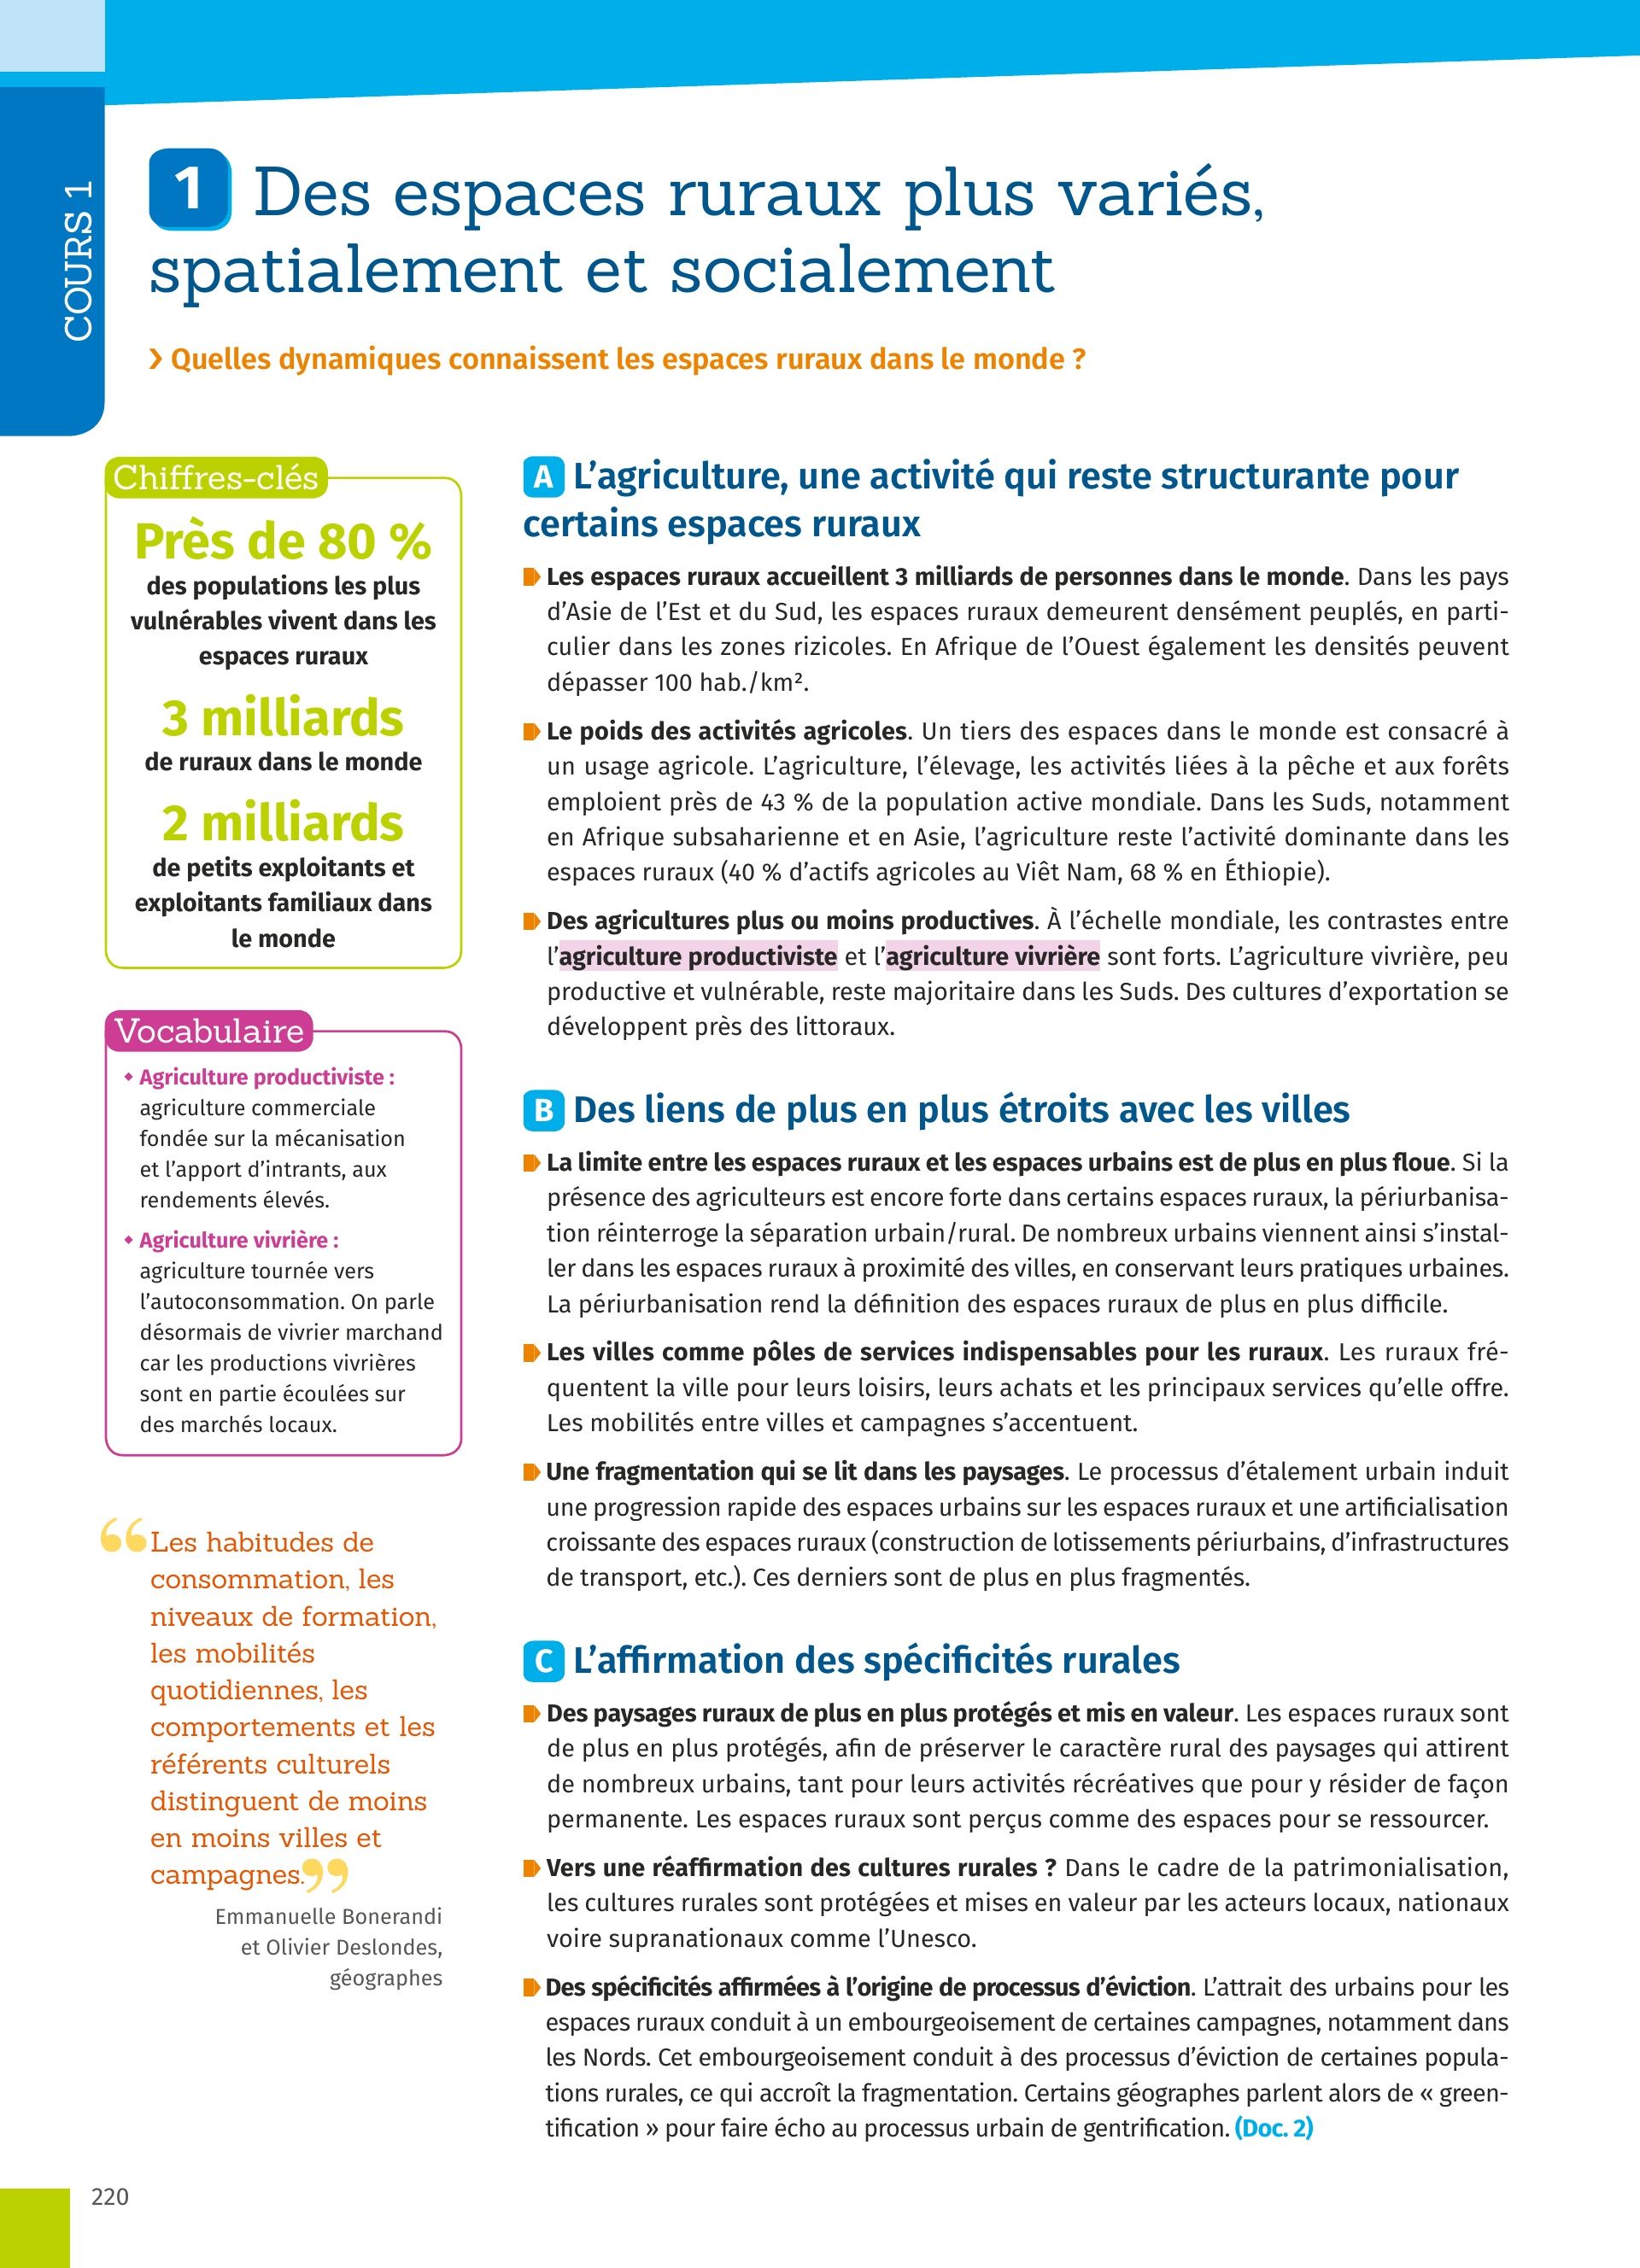 COURS 1
1 Des espaces ruraux plus variés,
spatialement et socialement
› Quelles dynamiques connaissent les espaces ruraux dans le monde ?
Chiffres-clés
Près de 80 %
des populations les plus
vulnérables vivent dans les
espaces ruraux
3 milliards
de ruraux dans le monde
2 milliards
de petits exploitants et
exploitants familiaux dans
le monde
Vocabulaire
• Agriculture productiviste :
agriculture commerciale
fondée sur la mécanisation
et l’apport d’intrants, aux
rendements élevés.
• Agriculture vivrière :
agriculture tournée vers
l’autoconsommation. On parle
désormais de vivrier marchand
car les productions vivrières
sont en partie écoulées sur
des marchés locaux.
“Les habitudes de
consommation, les
niveaux de formation,
les mobilités
quotidiennes, les
comportements et les
référents culturels
distinguent de moins
en moins villes et
campagnes.”
Emmanuelle Bonerandi
et Olivier Deslondes,
géographes
A L’agriculture, une activité qui reste structurante pour
certains espaces ruraux
Les espaces ruraux accueillent 3 milliards de personnes dans le monde. Dans les pays
d’Asie de l’Est et du Sud, les espaces ruraux demeurent densément peuplés, en parti-
culier dans les zones rizicoles. En Afrique de l’Ouest également les densités peuvent
dépasser 100 hab./km².
Le poids des activités agricoles. Un tiers des espaces dans le monde est consacré à
un usage agricole. L’agriculture, l’élevage, les activités liées à la pêche et aux forêts
emploient près de 43 % de la population active mondiale. Dans les Suds, notamment
en Afrique subsaharienne et en Asie, l’agriculture reste l’activité dominante dans les
espaces ruraux (40 % d’actifs agricoles au Viêt Nam, 68 % en Éthiopie).
Des agricultures plus ou moins productives. À l’échelle mondiale, les contrastes entre
l’agriculture productiviste et l’agriculture vivrière sont forts. L’agriculture vivrière, peu
productive et vulnérable, reste majoritaire dans les Suds. Des cultures d’exportation se
développent près des littoraux.
B Des liens de plus en plus étroits avec les villes
La limite entre les espaces ruraux et les espaces urbains est de plus en plus floue. Si la
présence des agriculteurs est encore forte dans certains espaces ruraux, la périurbanisa-
tion réinterroge la séparation urbain/rural. De nombreux urbains viennent ainsi s’instal-
ler dans les espaces ruraux à proximité des villes, en conservant leurs pratiques urbaines.
La périurbanisation rend la définition des espaces ruraux de plus en plus difficile.
Les villes comme pôles de services indispensables pour les ruraux. Les ruraux fré-
quentent la ville pour leurs loisirs, leurs achats et les principaux services qu’elle offre.
Les mobilités entre villes et campagnes s’accentuent.
Une fragmentation qui se lit dans les paysages. Le processus d’étalement urbain induit
une progression rapide des espaces urbains sur les espaces ruraux et une artificialisation
croissante des espaces ruraux (construction de lotissements périurbains, d’infrastructures
de transport, etc.). Ces derniers sont de plus en plus fragmentés.
C L’affirmation des spécificités rurales
Des paysages ruraux de plus en plus protégés et mis en valeur. Les espaces ruraux sont
de plus en plus protégés, afin de préserver le caractère rural des paysages qui attirent
de nombreux urbains, tant pour leurs activités récréatives que pour y résider de façon
permanente. Les espaces ruraux sont perçus comme des espaces pour se ressourcer.
Vers une réaffirmation des cultures rurales ? Dans le cadre de la patrimonialisation,
les cultures rurales sont protégées et mises en valeur par les acteurs locaux, nationaux
voire supranationaux comme l’Unesco.
Des spécificités affirmées à l’origine de processus d’éviction. L’attrait des urbains pour les
espaces ruraux conduit à un embourgeoisement de certaines campagnes, notamment dans
les Nords. Cet embourgeoisement conduit à des processus d’éviction de certaines popula-
tions rurales, ce qui accroît la fragmentation. Certains géographes parlent alors de « green-
tification » pour faire écho au processus urbain de gentrification. (Doc. 2)
220